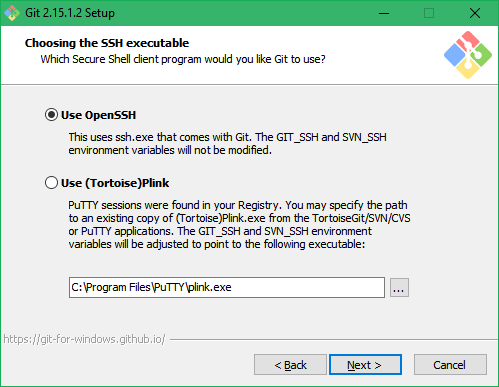 Git 2.15.1.2 Setup
Choosing the SSH executable
Which Secure Shell client program would you like Git to use?
Use OpenSSH
This uses ssh.exe that comes with Git. The GIT_SSH and SVN_SSH
environment variables will not be modified.
Use (Tortoise)Plink
PuTTY sessions were found in your Registry. You may specify the path
to an existing copy of (Tortoise)Plink.exe from the TortoiseGit/SVN/CVS
or PuTTY applications. The GIT_SSH and SVN_SSH environment
variables will be adjusted to point to the following executable:
C:\Program Files\PuTTY\plink.exe
...
https://git-for-windows.github.io/
< Back
Next >
Cancel